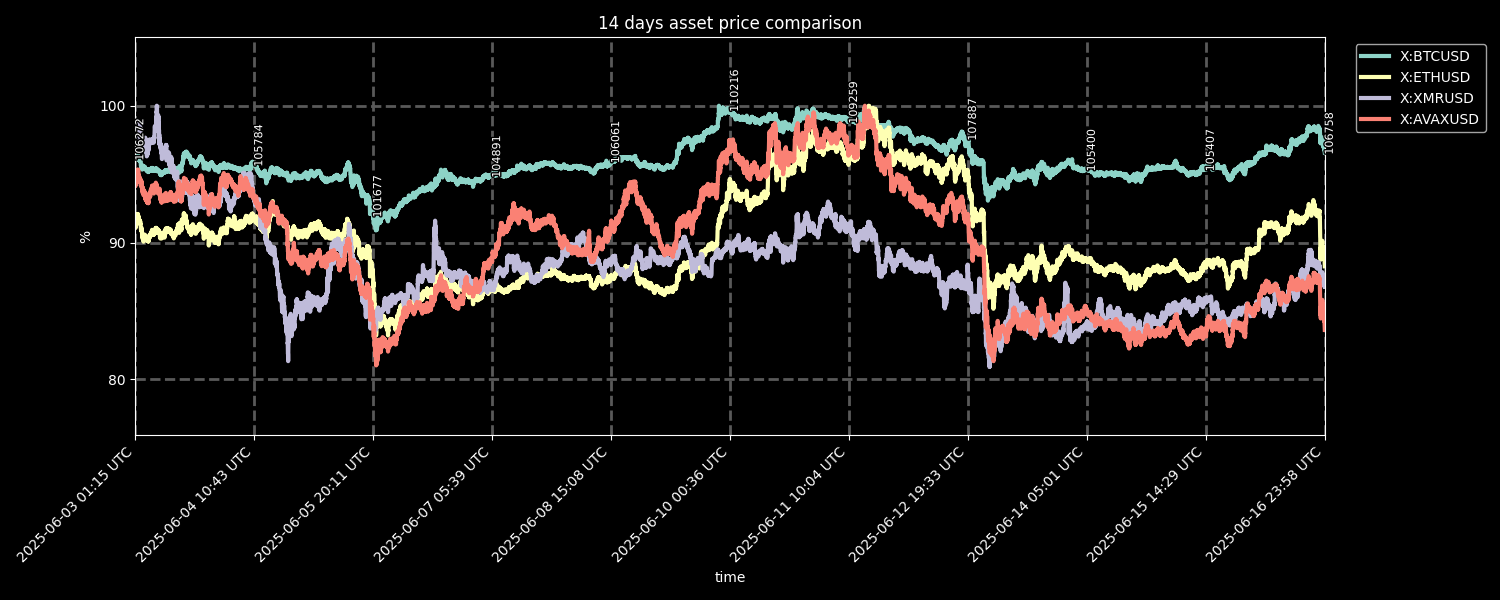 14 days asset price comparison
X:BTCUSD
X:ETHUSD
X:XMRUSD
X:AVAXUSD
%
100
90
80
105784
101677
104891
106061
110216
109259
107887
105400
105407
106758
2025-06-03 01:15 UTC
2025-06-04 10:43 UTC
2025-06-05 20:11 UTC
2025-06-07 05:39 UTC
2025-06-08 15:08 UTC
2025-06-10 00:36 UTC
2025-06-11 10:04 UTC
2025-06-12 19:33 UTC
2025-06-14 05:01 UTC
2025-06-15 14:29 UTC
2025-06-16 23:58 UTC
time